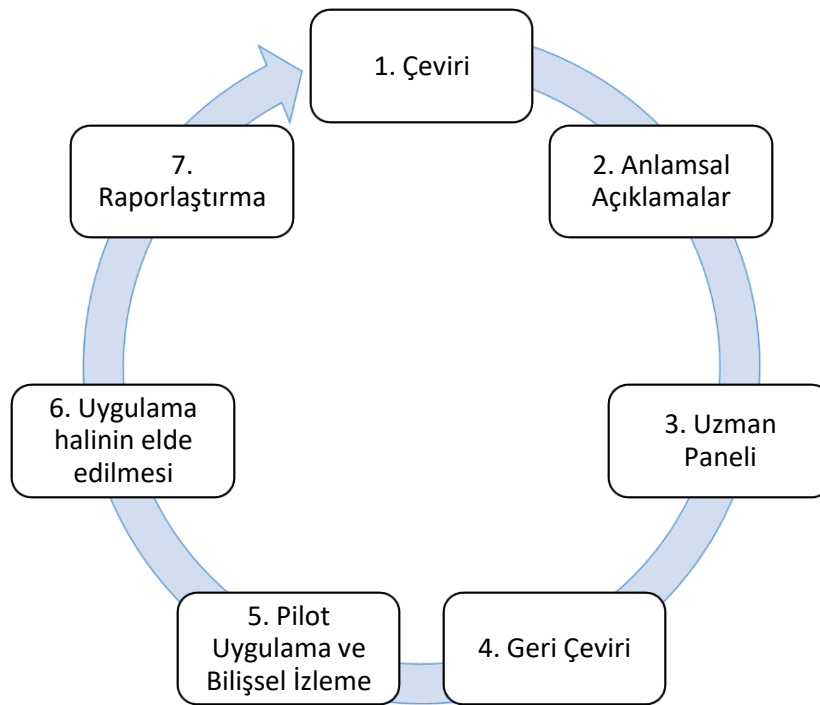 1. Çeviri
2. Anlamsal
Açıklamalar
3. Uzman
Paneli
4. Geri Çeviri
5. Pilot
Uygulama ve
Bilişsel İzleme
6. Uygulama
halinin elde
edilmesi
7.
Raporlaştırma